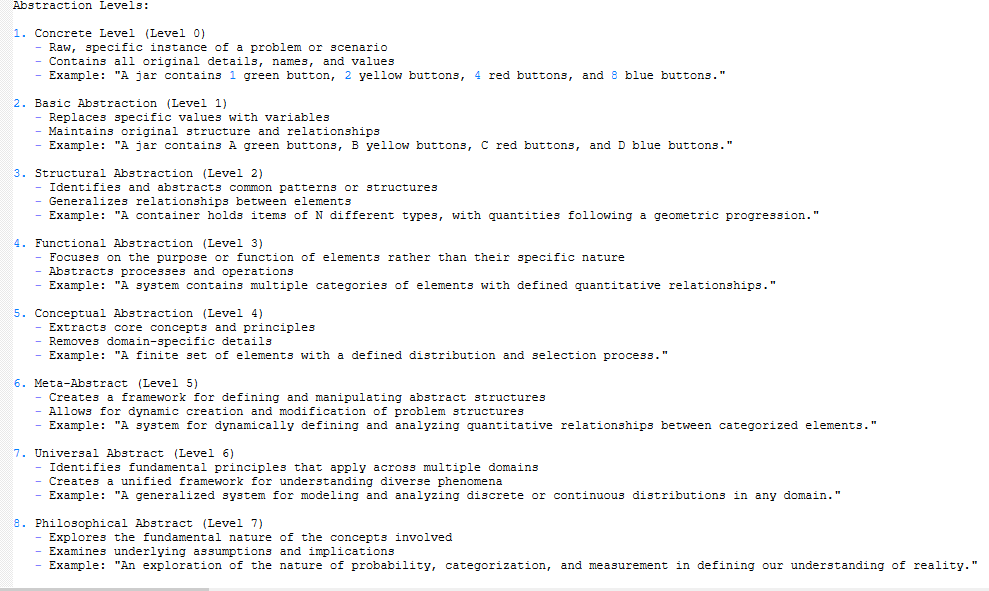 Abstraction Levels:
1. Concrete Level (Level 0)
- Raw, specific instance of a problem or scenario
- Contains all original details, names, and values
- Example: "A jar contains 1 green button, 2 yellow buttons, 4 red buttons, and 8 blue buttons."
2. Basic Abstraction (Level 1)
- Replaces specific values with variables
- Maintains original structure and relationships
- Example: "A jar contains A green buttons, B yellow buttons, C red buttons, and D blue buttons."
3. Structural Abstraction (Level 2)
- Identifies and abstracts common patterns or structures
- Generalizes relationships between elements
- Example: "A container holds items of N different types, with quantities following a geometric progression."
4. Functional Abstraction (Level 3)
- Focuses on the purpose or function of elements rather than their specific nature
- Abstracts processes and operations
- Example: "A system contains multiple categories of elements with defined quantitative relationships."
5. Conceptual Abstraction (Level 4)
- Extracts core concepts and principles
- Removes domain-specific details
- Example: "A finite set of elements with a defined distribution and selection process."
6. Meta-Abstract (Level 5)
- Creates a framework for defining and manipulating abstract structures
- Allows for dynamic creation and modification of problem structures
- Example: "A system for dynamically defining and analyzing quantitative relationships between categorized elements."
7. Universal Abstract (Level 6)
- Identifies fundamental principles that apply across multiple domains
- Creates a unified framework for understanding diverse phenomena
- Example: "A generalized system for modeling and analyzing discrete or continuous distributions in any domain."
8. Philosophical Abstract (Level 7)
- Explores the fundamental nature of the concepts involved
- Examines underlying assumptions and implications
- Example: "An exploration of the nature of probability, categorization, and measurement in defining our understanding of reality."